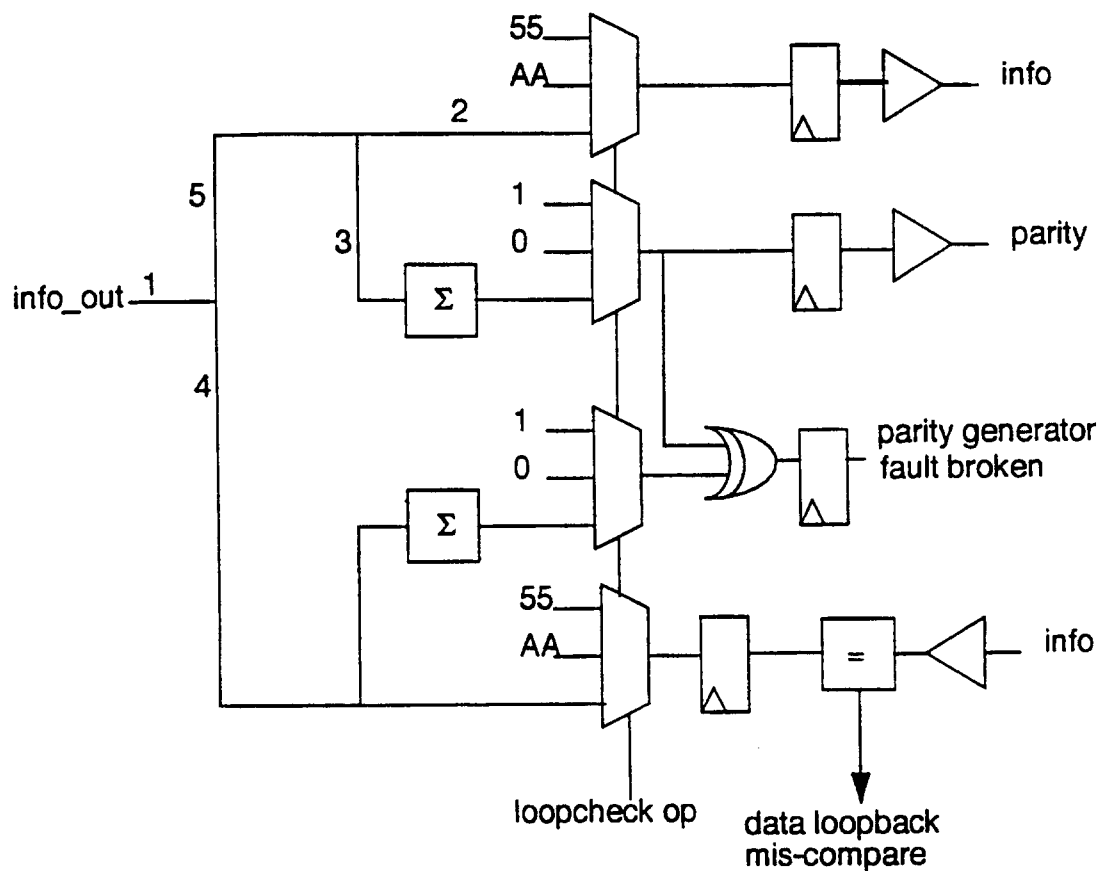 55
AA
info
2
5
1
0
3
parity
info_out
1
Σ
4
1
0
parity generator
fault broken
Σ
55
AA
=
info
loopcheck op
data loopback
mis-compare